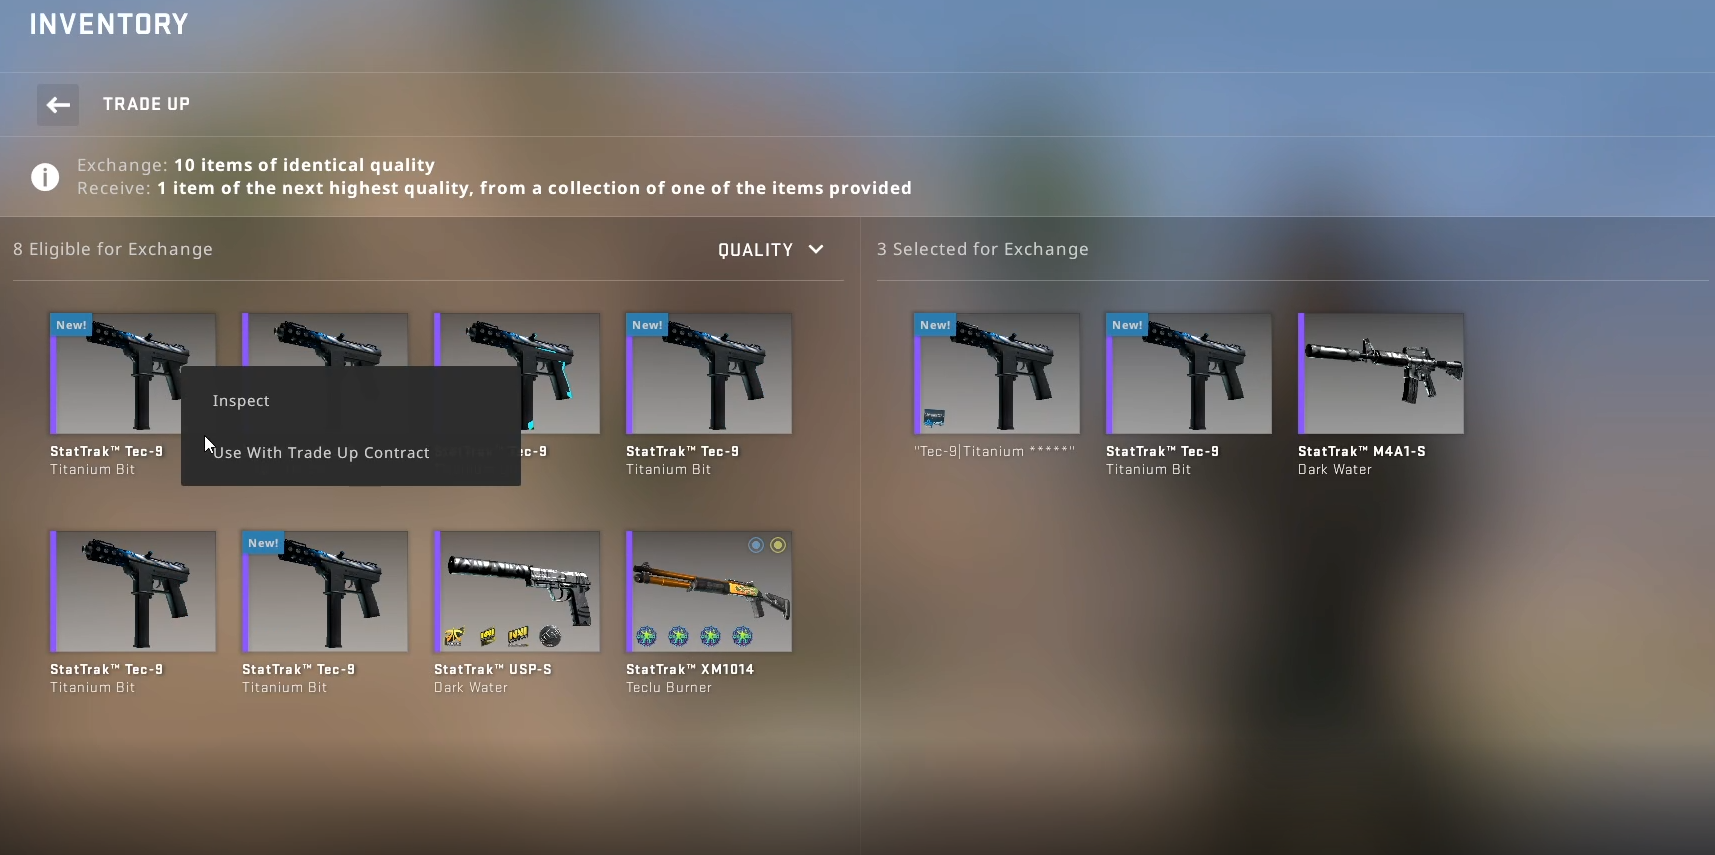 INVENTORY
TRADE UP
Exchange: 10 items of identical quality
Receive: 1 item of the next highest quality, from a collection of one of the items provided
8 Eligible for Exchange
QUALITY
3 Selected for Exchange
New!
New!
New!
New!
Inspect
Use With Trade Up Contract
StatTrak™ Tec-9
Titanium Bit
ec-9
StatTrak™ Tec-9
Titanium Bit
"Tec-9|Titanium *****"
StatTrak™ Tec-9
Titanium Bit
StatTrak™ M4A1-S
Dark Water
New!
StatTrak™ Tec-9
Titanium Bit
StatTrak™ Tec-9
Titanium Bit
StatTrak™ USP-S
Dark Water
StatTrak™ XM1014
Teclu Burner